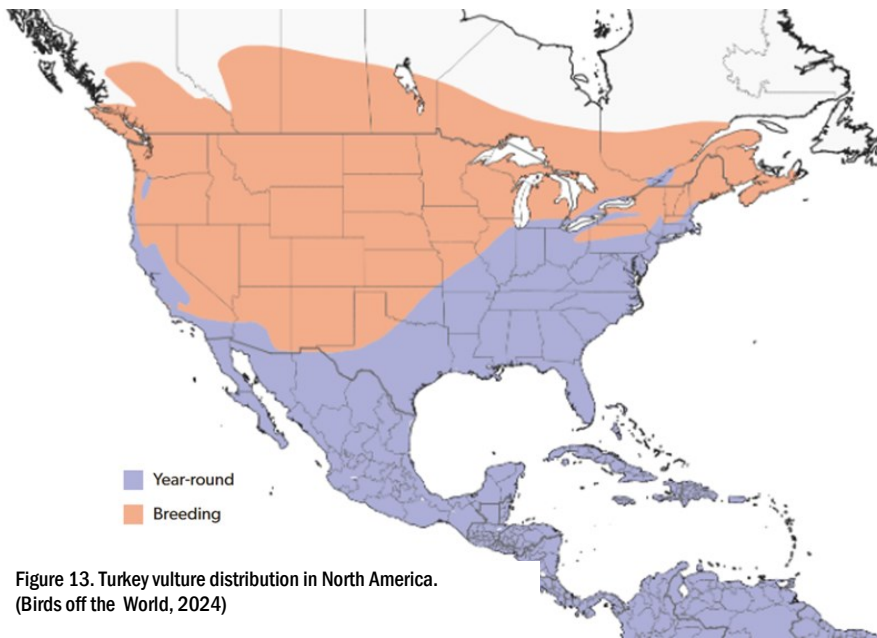 Year-round
Breeding
Figure 13. Turkey vulture distribution in North America.
(Birds off the World, 2024)